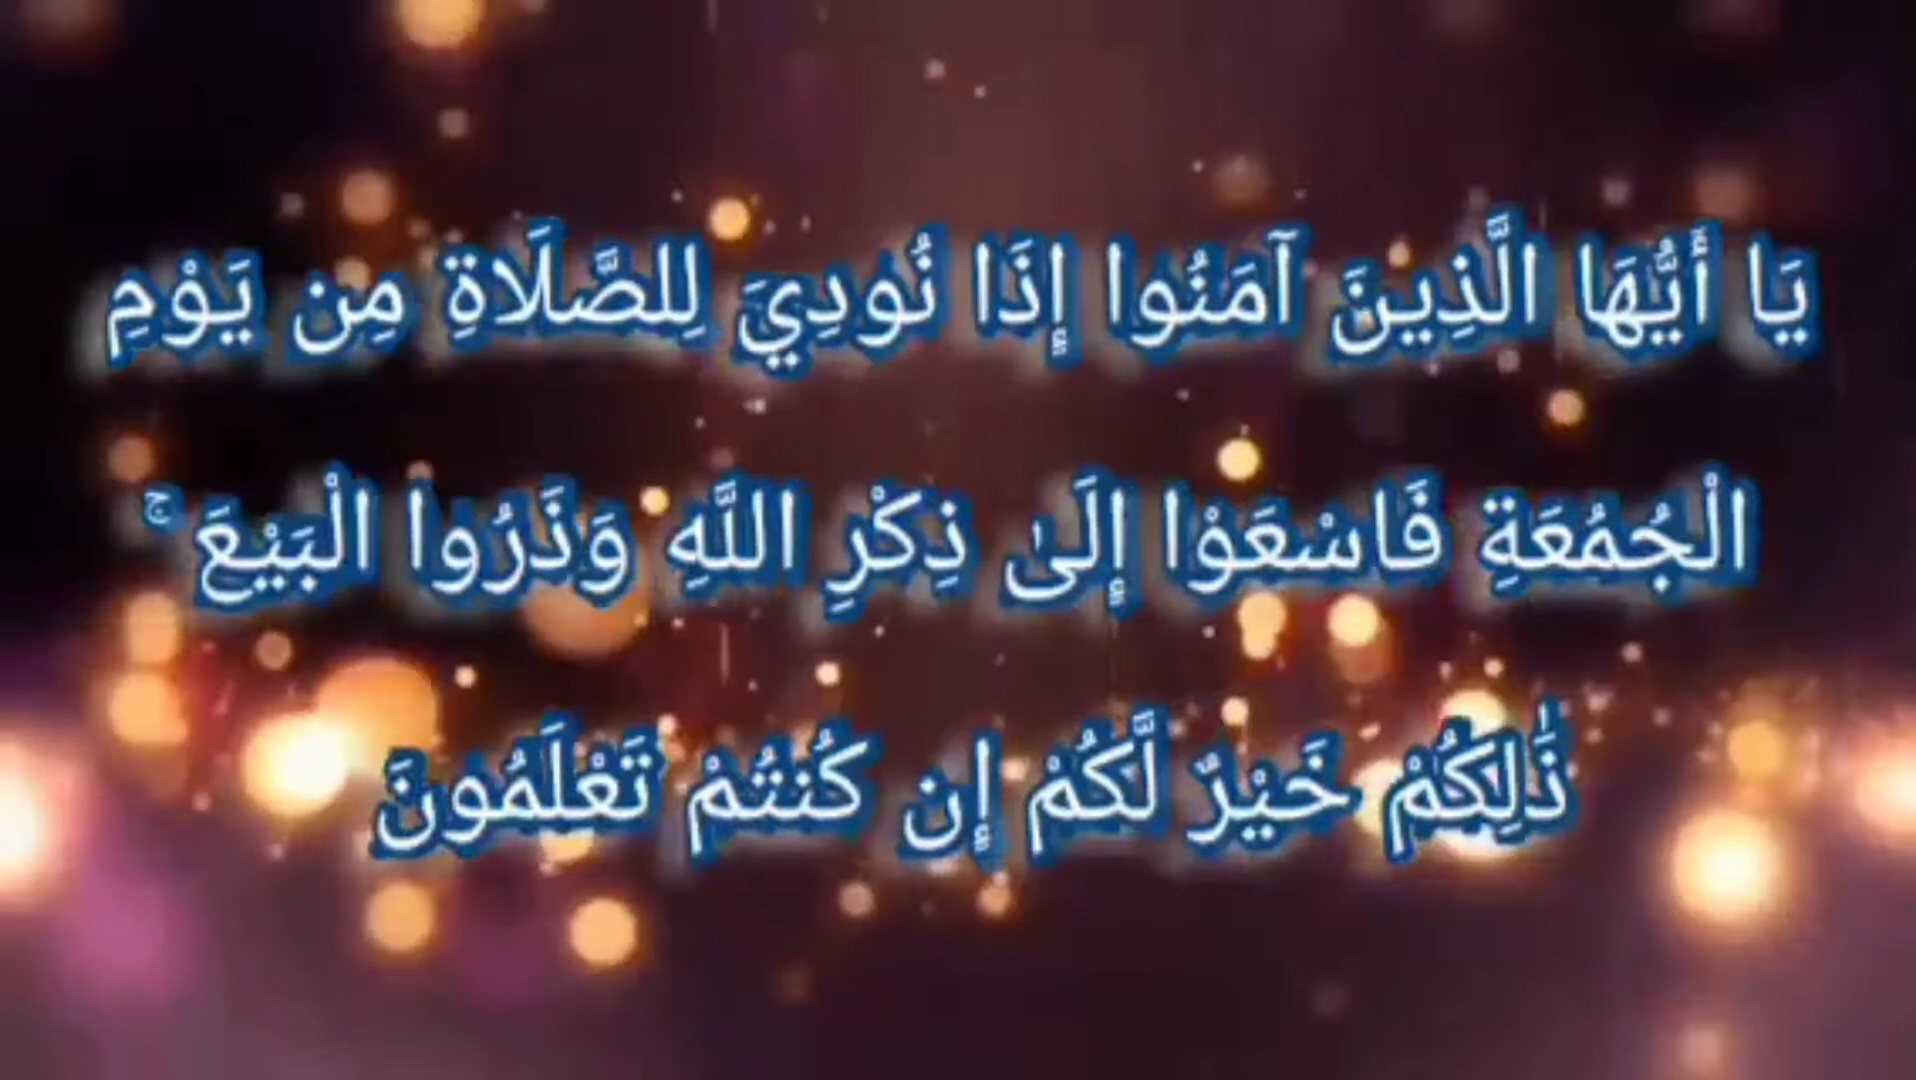 يَا أَيُّهَا الَّذِينَ آمَنُوا إِذَا نُودِيَ لِلصَّلَاةِ مِن يَوْمِ
الْجُمُعَةِ فَاسْعَوْا إِلَىٰ ذِكْرِ اللَّهِ وَذَرُوا الْبَيْعَ ۚ
ذَٰلِكُمْ خَيْرٌ لَّكُمْ إِن كُنتُمْ تَعْلَمُونَ